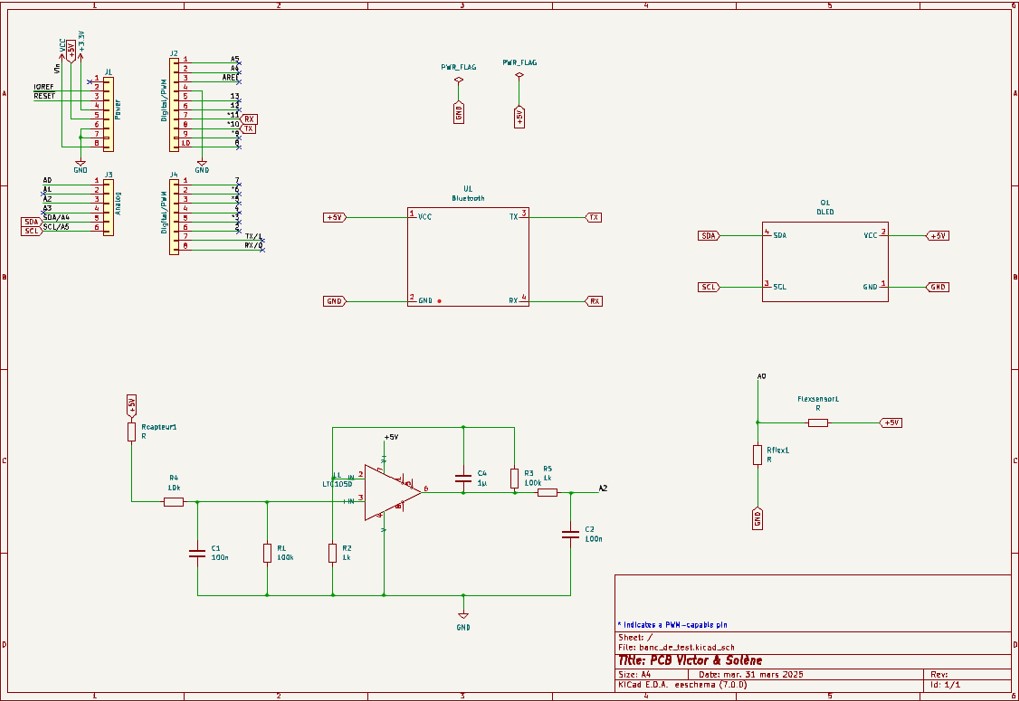 1 2 3 4 5 6
A B C D
Vin VCC +5V +3.3V
J1
IOREF
RESET
Power
1
2
3
4
5
6
7
8
GND
J2
Digital/PWM
1 A5
2 A4
3 AREF
4
5 13
6 12
7 *11 RX
8 *10 TX
9 *9
10 8
GND
J3
Analog
A0 1
A1 2
A2 3
A3 4
SDA SDA/A4 5
SCL SCL/A5 6
J4
Digital/PWM
1 7
2 *6
3 *5
4 4
5 *3
6 2
7 TX/1
8 RX/0
PWR_FLAG PWR_FLAG
GND +5V
U1
Bluetooth
+5V 1 VCC TX 3 TX
GND 2 GND RX 4 RX
O1
OLED
SDA 4 SDA VCC 2 +5V
SCL 3 SCL GND 1 GND
+5V
Rcapteur1
R
R4
10k
C1
100n
R1
100k
R2
1k
+5V
LTC1050
2
3
7
4
6
C4
1µ
R3
100k
R5
1k
A2
C2
100n
GND
A0
Flexsensor1
R
+5V
Rflex1
R
GND
* Indicates a PWM-capable pin
Sheet: /
File: banc_de_test.kicad_sch
Title: PCB Victor & Solène
Size: A4 Date: mar. 31 mars 2025 Rev:
KiCad E.D.A. eeschema (7.0.0) Id: 1/1
1 2 3 4 5 6